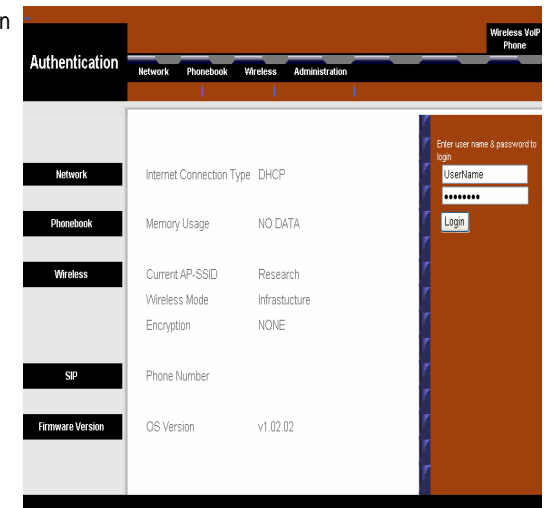 n
Wireless VoIP
Phone
Authentication
Network Phonebook Wireless Administration
Enter user name & password to
login
UserName
••••••••
Login
Network Internet Connection Type DHCP
Phonebook Memory Usage NO DATA
Wireless Current AP-SSID Research
Wireless Mode Infrastucture
Encryption NONE
SIP Phone Number
Firmware Version OS Version v1.02.02